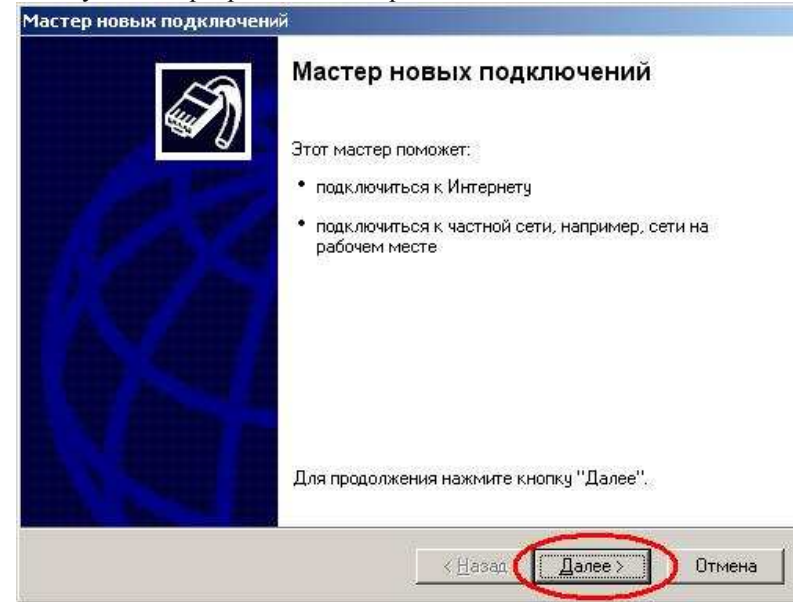 Мастер новых подключений
Мастер новых подключений
Этот мастер поможет:
• подключиться к Интернету
• подключиться к частной сети, например, сети на
рабочем месте
Для продолжения нажмите кнопку "Далее".
< Назад
Далее >
Отмена